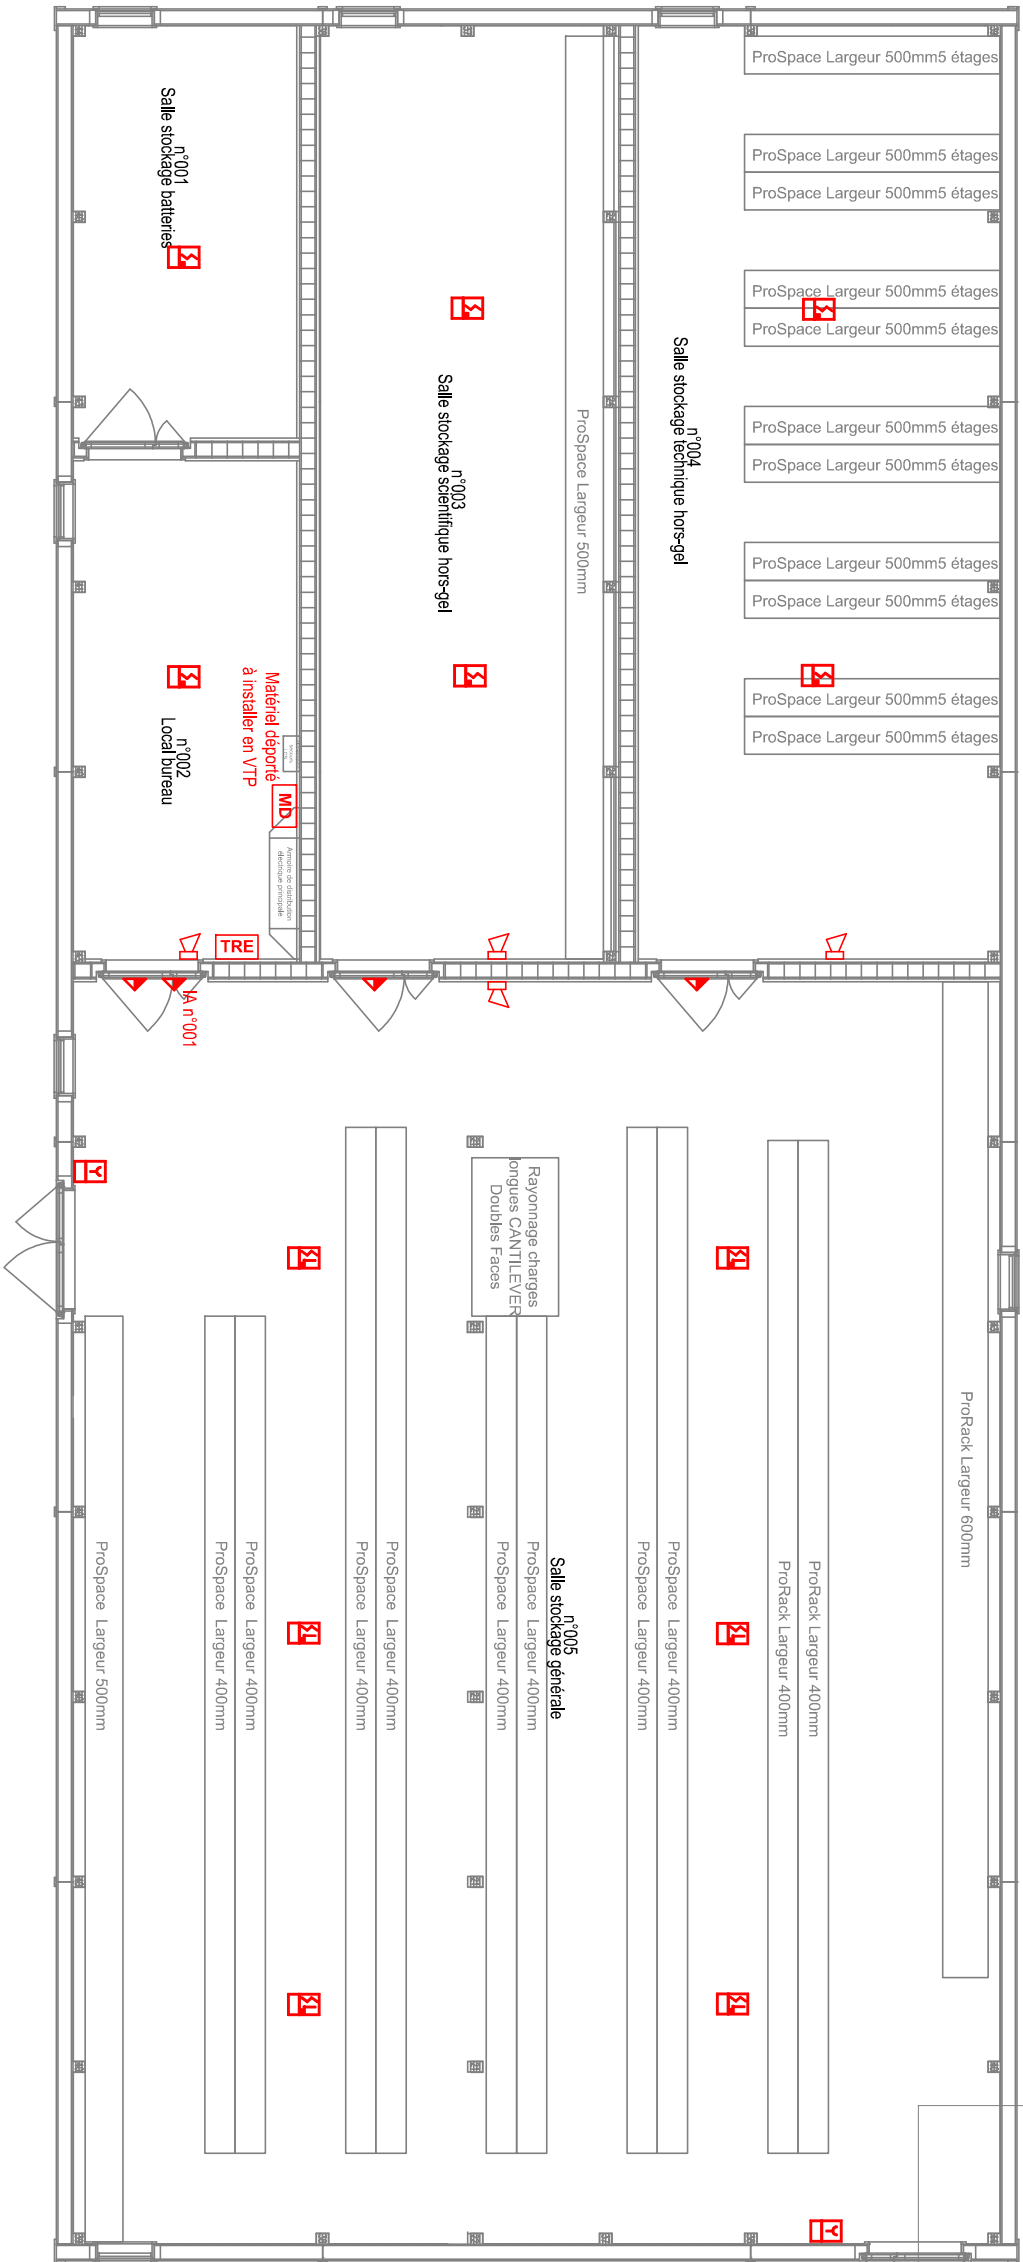 ProSpace Largeur 500mm5 étages
ProSpace Largeur 500mm5 étages
ProSpace Largeur 500mm5 étages
ProSpace Largeur 500mm5 étages
ProSpace Largeur 500mm5 étages
ProSpace Largeur 500mm5 étages
ProSpace Largeur 500mm5 étages
ProSpace Largeur 500mm5 étages
ProSpace Largeur 500mm5 étages
ProSpace Largeur 500mm5 étages
ProSpace Largeur 500mm5 étages
n°001
Salle stockage batteries
n°003
Salle stockage scientifique hors-gel
ProSpace Largeur 500mm
n°004
Salle stockage technique hors-gel
n°002
Local bureau
Matériel déporté
à installer en VTP
MD
Armoire de distribution
électrique principale
TRE
IA n°001
Y
Rayonnage charges
longues CANTILEVER
Doubles Faces
ProRack Largeur 600mm
n°005
Salle stockage générale
ProSpace Largeur 500mm
ProSpace Largeur 400mm
ProSpace Largeur 400mm
ProSpace Largeur 400mm
ProSpace Largeur 400mm
ProSpace Largeur 400mm
ProSpace Largeur 400mm
ProSpace Largeur 400mm
ProSpace Largeur 400mm
ProRack Largeur 400mm
ProRack Largeur 400mm
Y